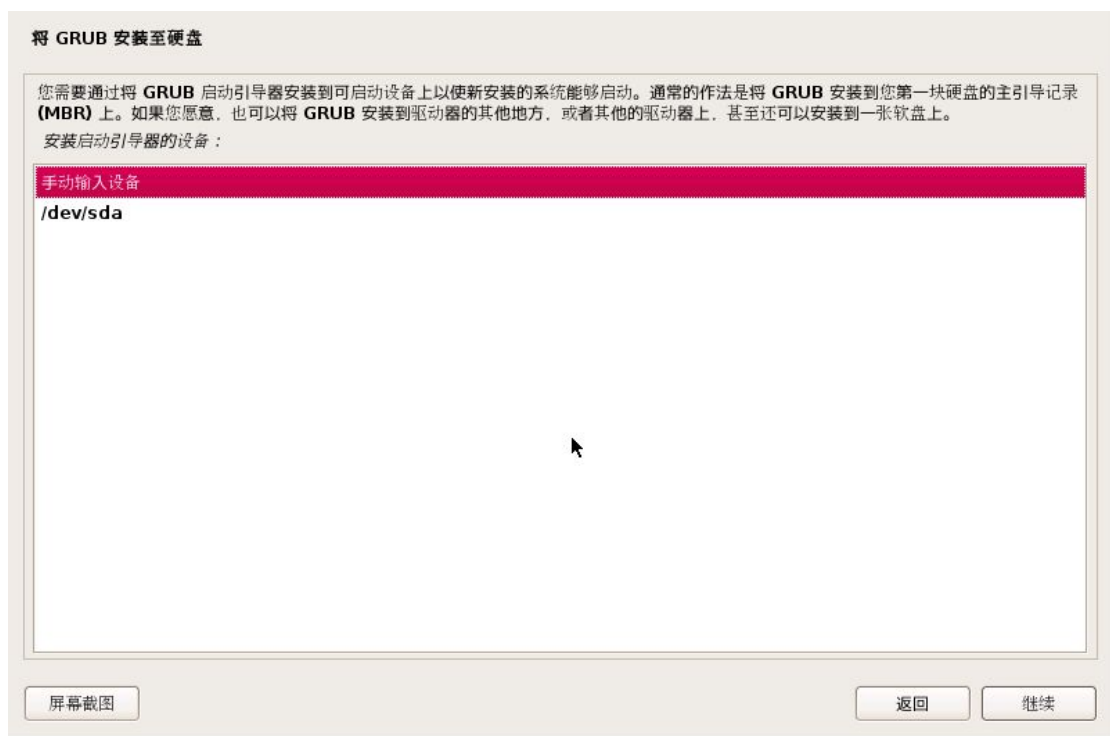 将 GRUB 安装至硬盘
您需要通过将 GRUB 启动引导器安装到可启动设备上以使新安装的系统能够启动。通常的作法是将 GRUB 安装到您第一块硬盘的主引导记录
(MBR) 上。如果您愿意，也可以将 GRUB 安装到驱动器的其他地方，或者其他的驱动器上，甚至还可以安装到一张软盘上。
安装启动引导器的设备：
手动输入设备
/dev/sda
屏幕截图
返回
继续